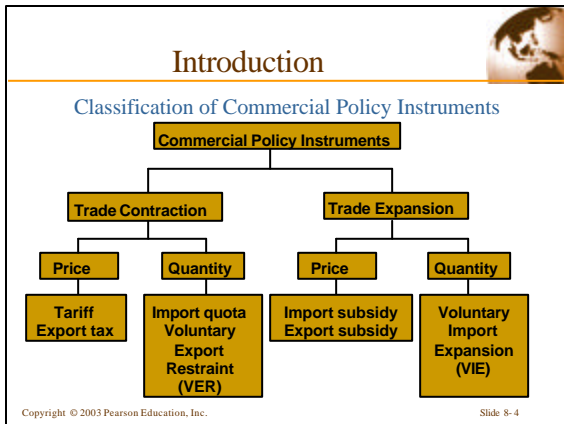 Introduction
Classification of Commercial Policy Instruments
Commercial Policy Instruments
Trade Contraction
Trade Expansion
Price
Quantity
Price
Quantity
Tariff
Export tax
Import quota
Voluntary
Export
Restraint
(VER)
Import subsidy
Export subsidy
Voluntary
Import
Expansion
(VIE)
Copyright © 2003 Pearson Education, Inc.
Slide 8- 4